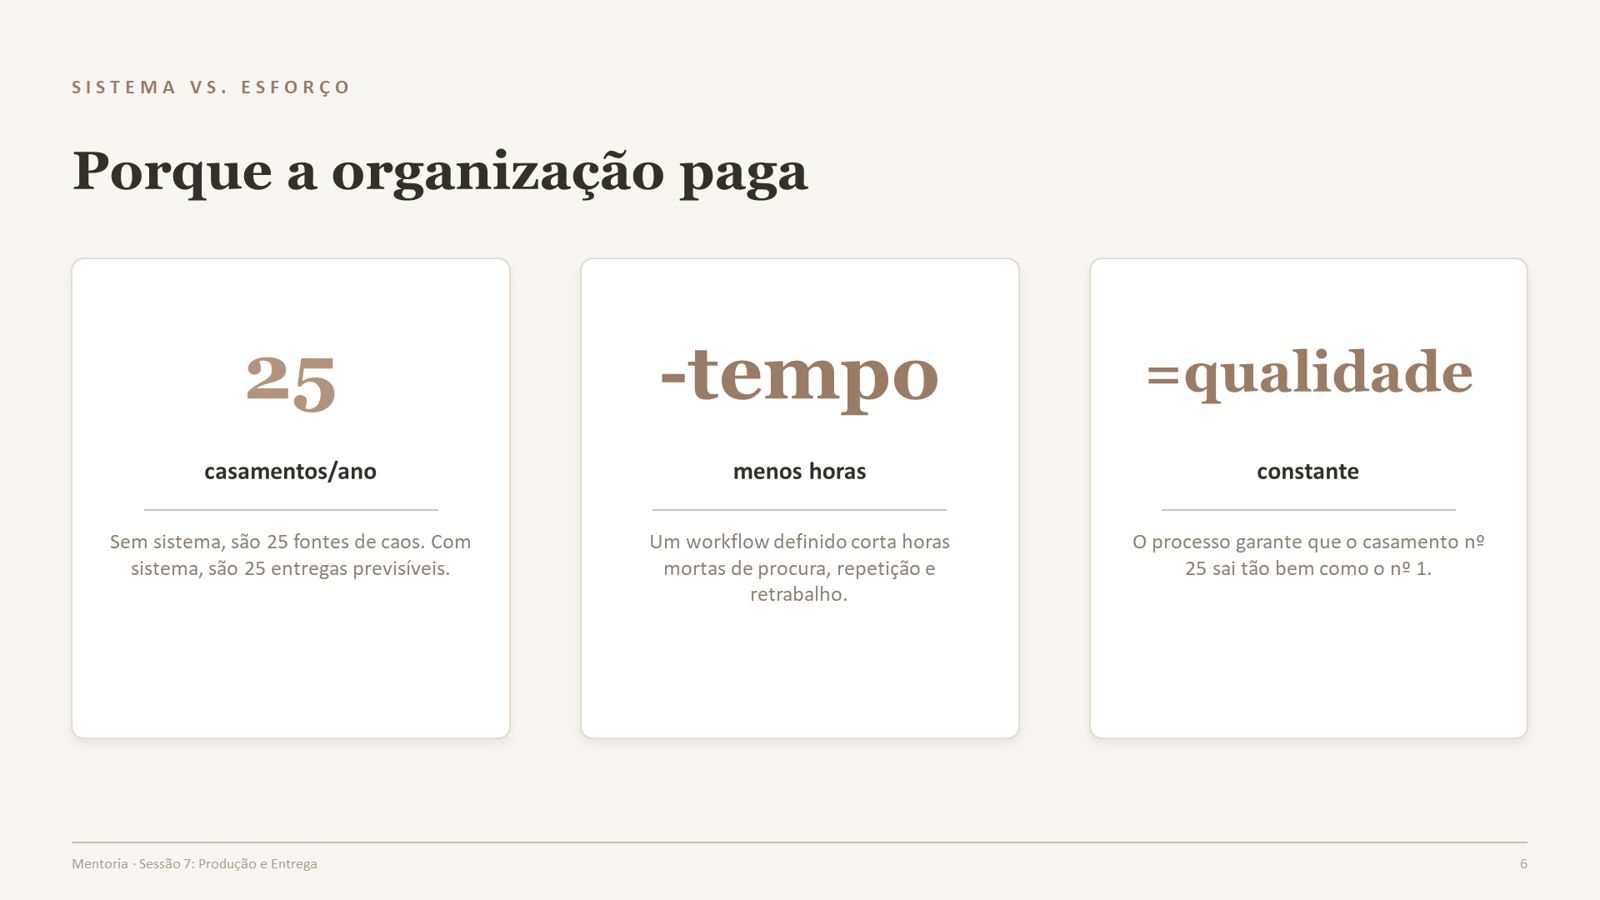 SISTEMA VS. ESFORÇO
Porque a organização paga
25
casamentos/ano
Sem sistema, são 25 fontes de caos. Com
sistema, são 25 entregas previsíveis.
-tempo
menos horas
Um workflow definido corta horas
mortas de procura, repetição e
retrabalho.
=qualidade
constante
O processo garante que o casamento nº
25 sai tão bem como o nº 1.
Mentoria · Sessão 7: Produção e Entrega
6